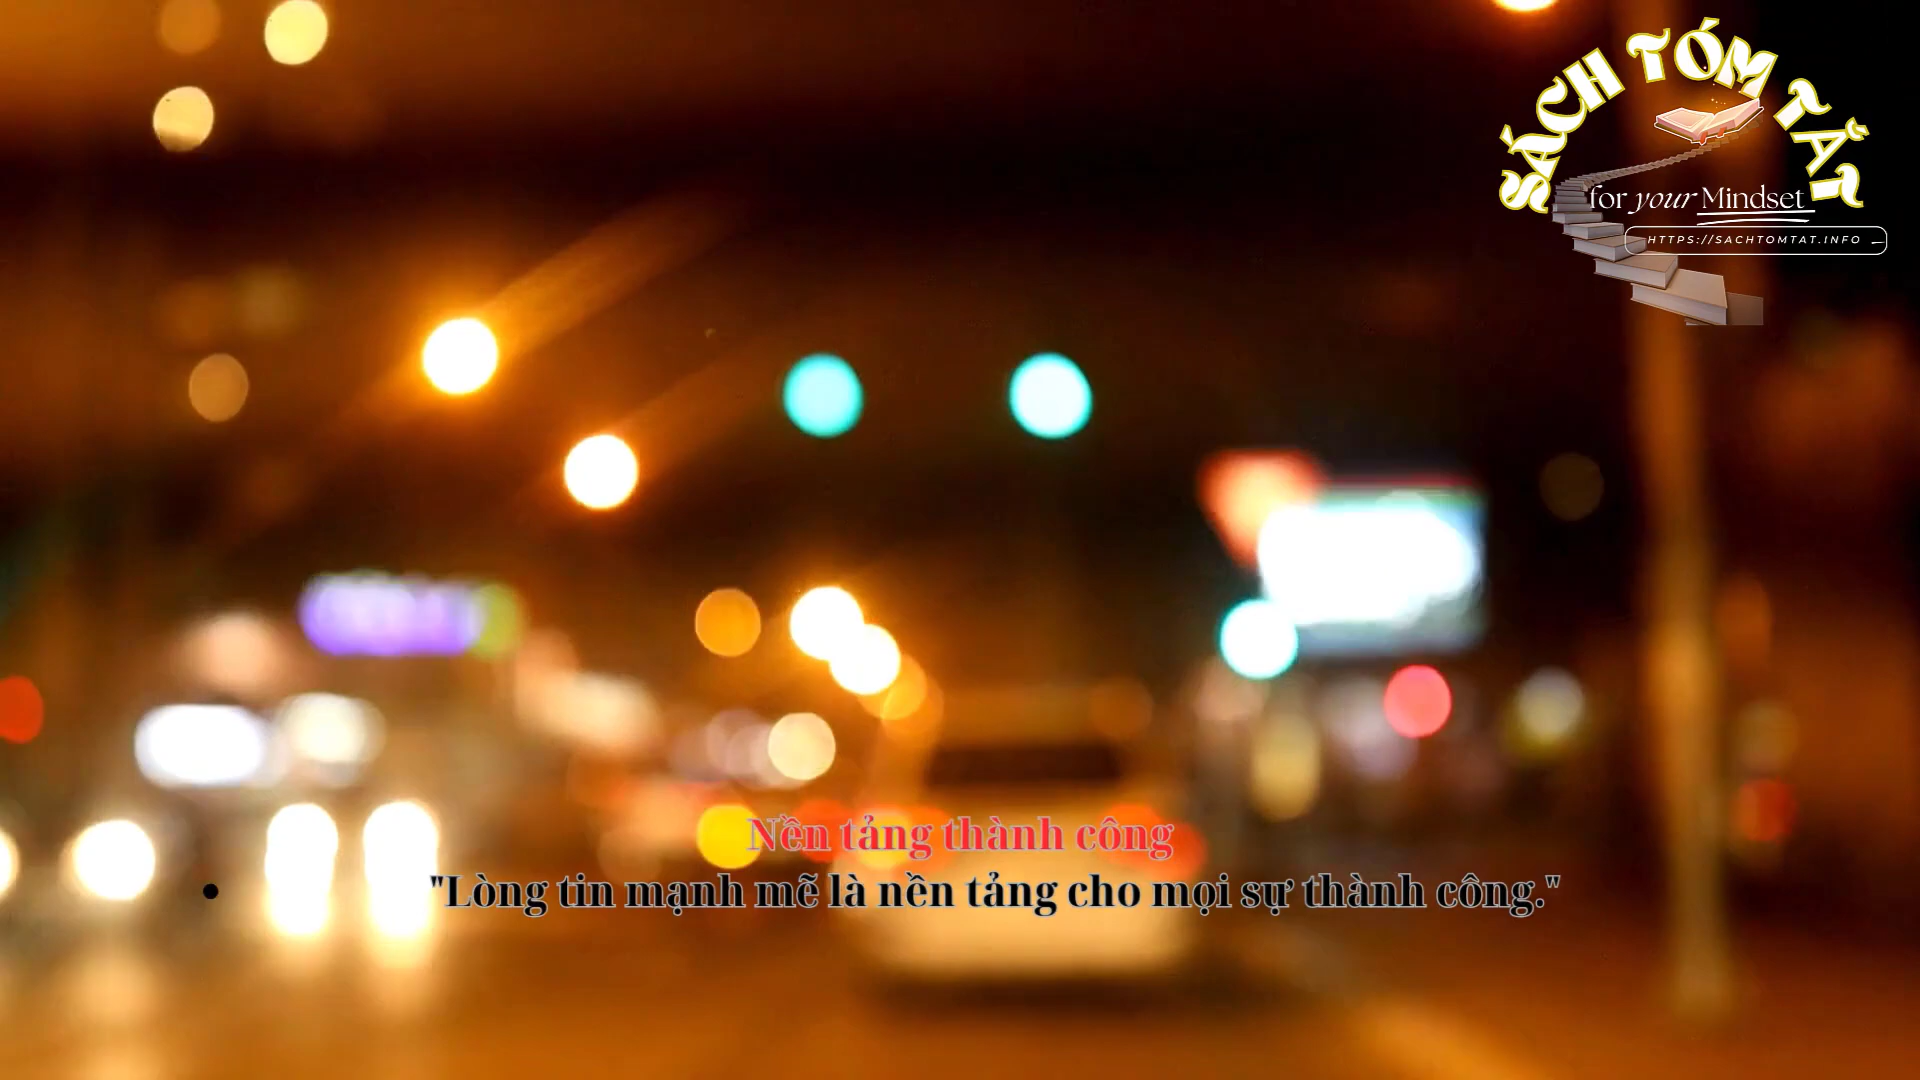 SÁCH TÓM TẮT
for your Mindset
HTTPS://SACHTOMTAT.INFO
Nền tảng thành công
• "Lòng tin mạnh mẽ là nền tảng cho mọi sự thành công."